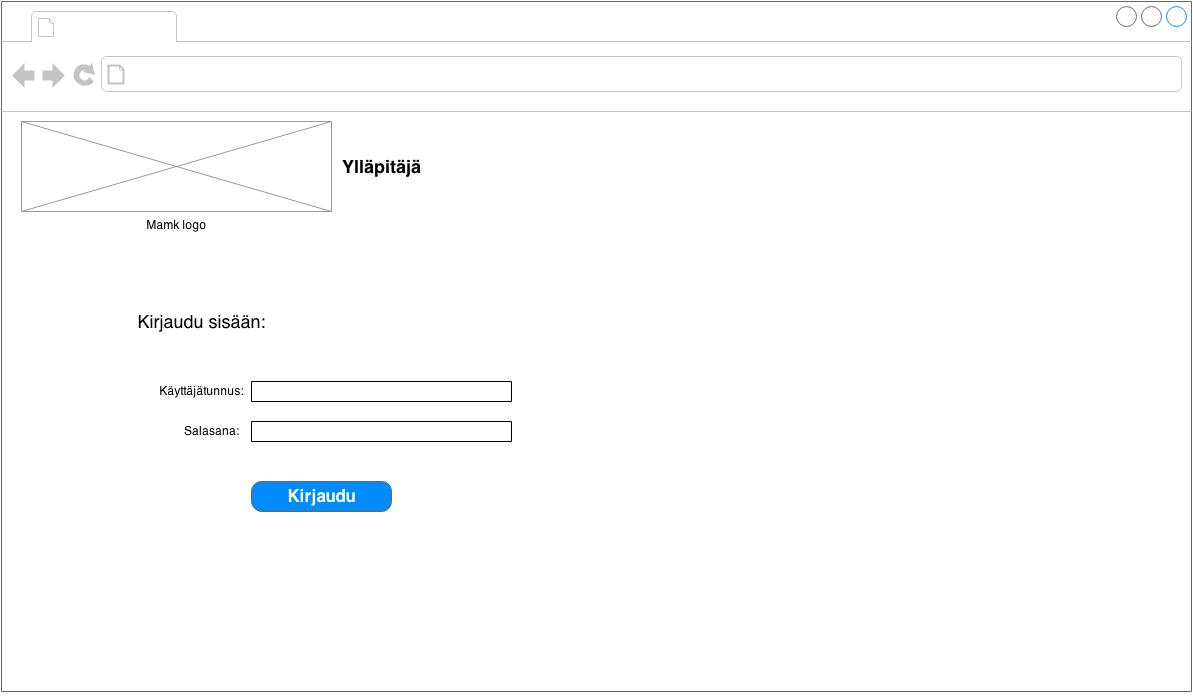 Ylläpitäjä
Mamk logo
Kirjaudu sisään:
Käyttäjätunnus:
Salasana:
Kirjaudu